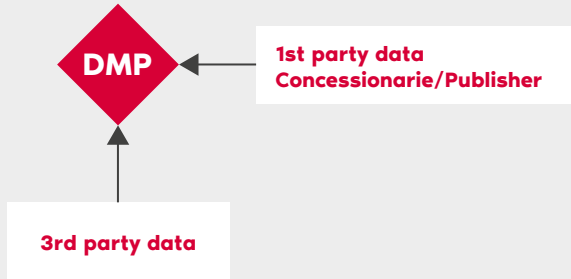 DMP
1st party data
Concessionarie/Publisher
3rd party data